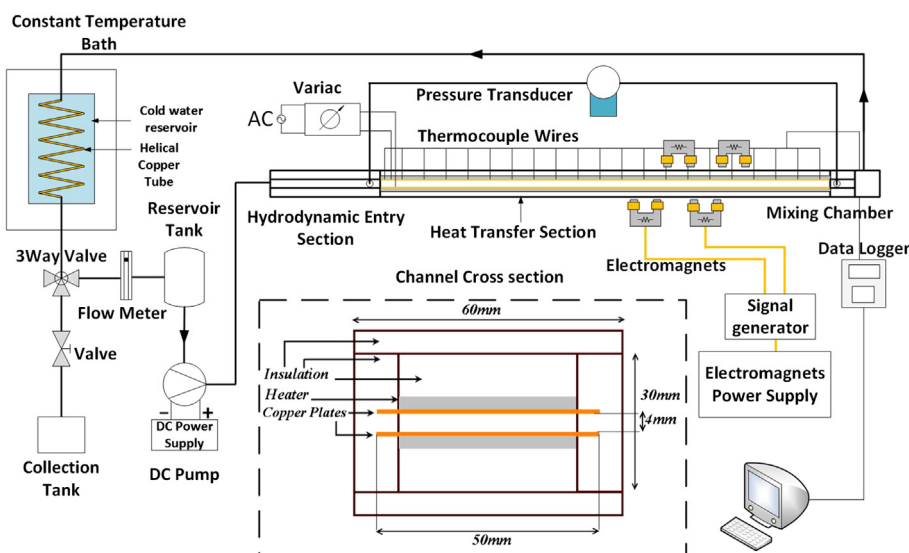 Constant Temperature
Bath
Cold water
reservoir
Helical
Copper
Tube
Variac
AC
Pressure Transducer
Thermocouple Wires
Reservoir
Tank
Hydrodynamic Entry
Section
Heat Transfer Section
Mixing Chamber
3Way Valve
Flow Meter
Electromagnets
Data Logger
Valve
Signal
generator
Electromagnets
Power Supply
Collection
Tank
- +
DC Power
Supply
DC Pump
Channel Cross section
60mm
Insulation
Heater
Copper Plates
30mm
4mm
50mm